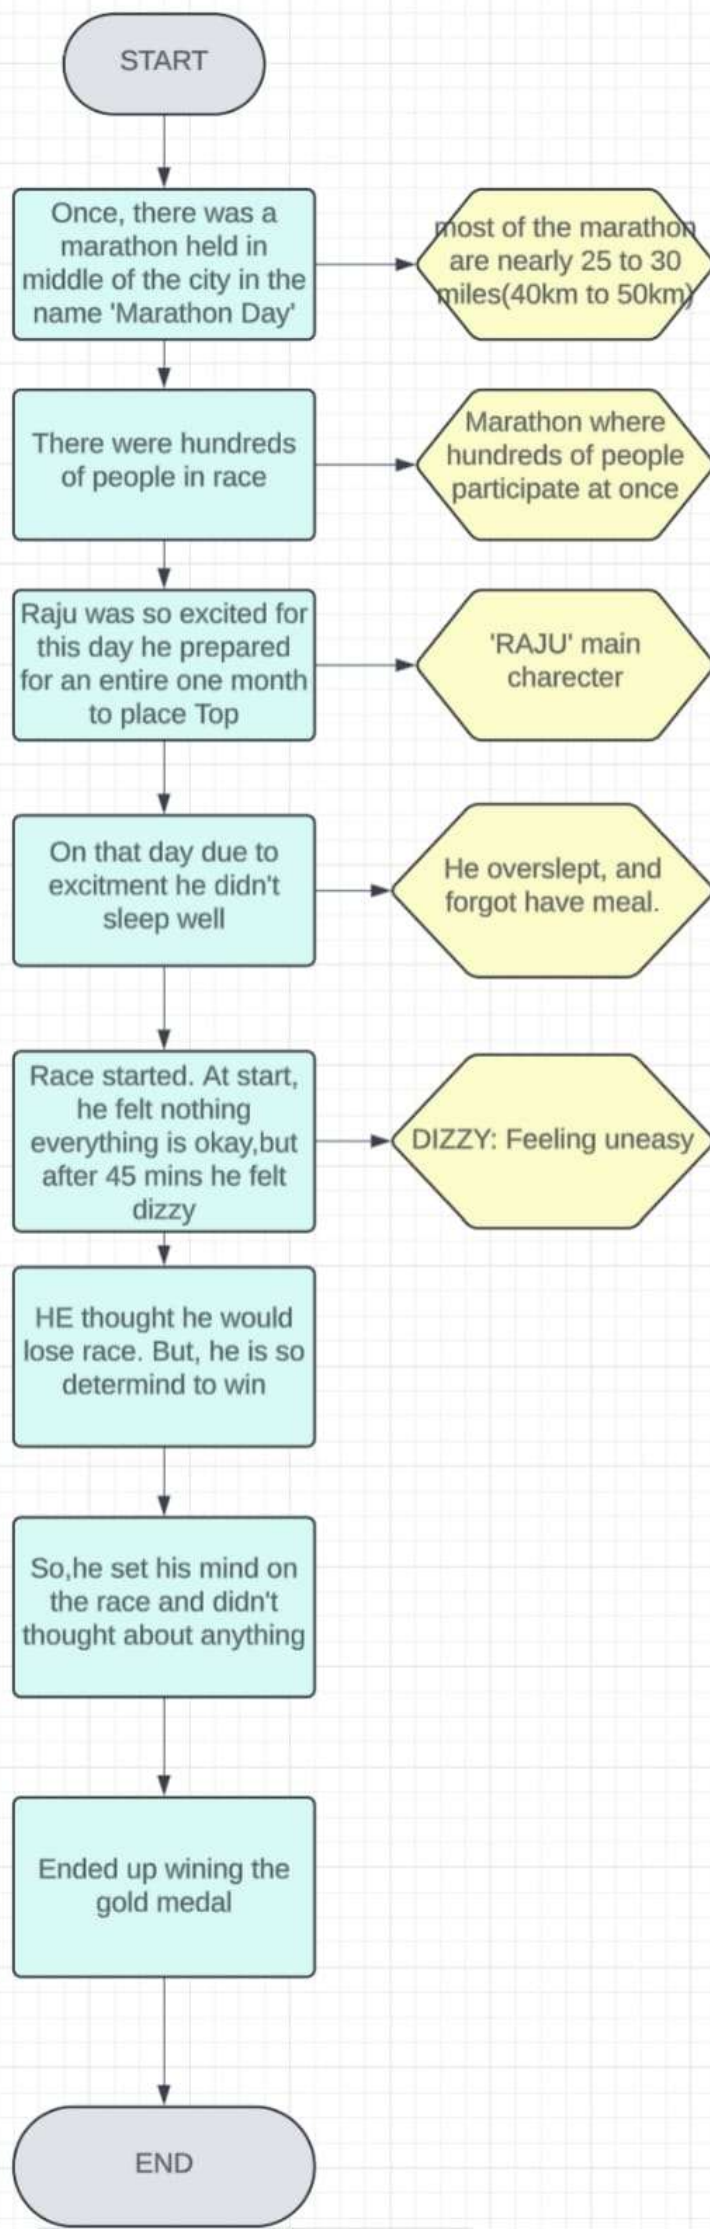 START
Once, there was a
marathon held in
middle of the city in the
name 'Marathon Day'
most of the marathon
are nearly 25 to 30
miles(40km to 50km)
There were hundreds
of people in race
Marathon where
hundreds of people
participate at once
Raju was so excited for
this day he prepared
for an entire one month
to place Top
'RAJU' main
charecter
On that day due to
excitment he didn't
sleep well
He overslept, and
forgot have meal.
Race started. At start,
he felt nothing
everything is okay,but
after 45 mins he felt
dizzy
DIZZY: Feeling uneasy
HE thought he would
lose race. But, he is so
determind to win
So,he set his mind on
the race and didn't
thought about anything
Ended up wining the
gold medal
END